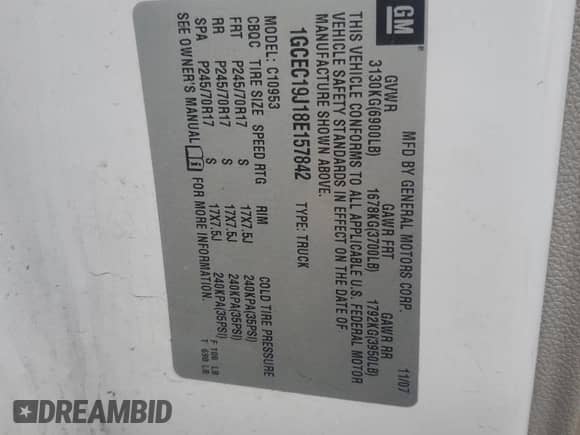 GM
MFD BY GENERAL MOTORS CORP. 11/07
GVWR GAWR FRT GAWR RR
3130KG(6900LB) 1678KG(3700LB) 1792KG(3950LB)
THIS VEHICLE CONFORMS TO ALL APPLICABLE U.S. FEDERAL MOTOR
VEHICLE SAFETY STANDARDS IN EFFECT ON THE DATE OF
MANUFACTURE SHOWN ABOVE.
1GCEC19J18E157842 TYPE: TRUCK
MODEL: C10953
CBQC TIRE SIZE SPEED RTG RIM COLD TIRE PRESSURE
FRT P245/70R17 S 17X7.5J 240KPA(35PSI)
RR P245/70R17 S 17X7.5J 240KPA(35PSI)
SPA P245/70R17 S 17X7.5J 240KPA(35PSI)
SEE OWNER'S MANUAL i FOR MORE INFORMATION.
F 100 LB
T 690 LB
DREAMBID